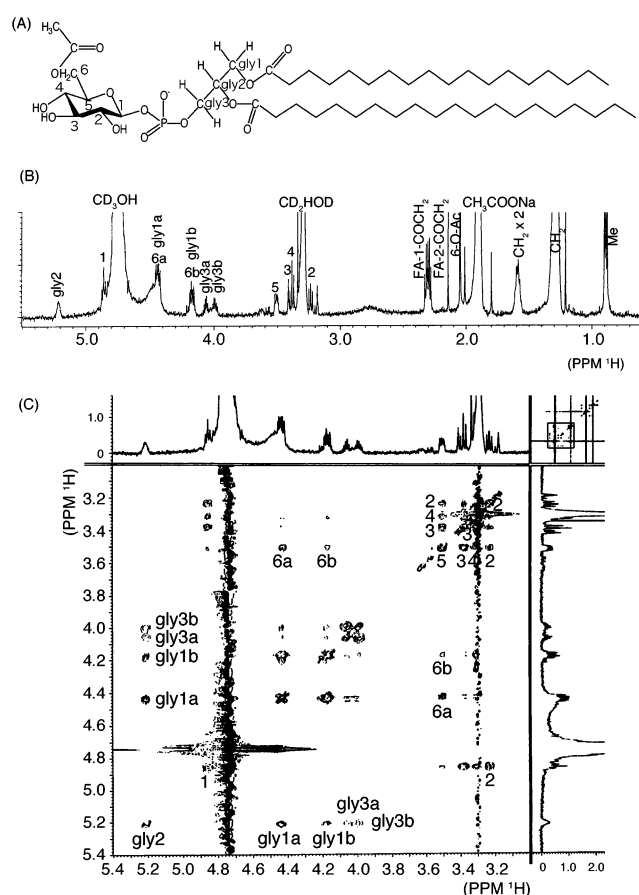 (A)
H₃C
O
O
H₂C
6
4
O
HO
5
1
HO
3
2
OH
O
P
O⁻
O
O
H H
C gly1
H
C gly2
O
O
C gly3
O
O
H H
(B)
CD₃OH
CD₂HOD
CH₃COONa
gly2
1
gly1a
6a
gly1b
6b
gly3a
gly3b
5
3
4
2
FA-1-COCH₂
FA-2-COCH₂
6-O-Ac
CH₂ x 2
CH₂
Me
5.0 4.0 3.0 2.0 1.0
(PPM ¹H)
(C)
1.0
0
(PPM ¹H)
3.2
3.4
3.6
3.8
4.0
4.2
4.4
4.6
4.8
5.0
5.2
5.4
2 2
4
3 3
6a 6b 5 3 4 2
gly3b
gly3a
gly1b
6b
gly1a
6a
1 2
gly3a
gly3b
gly2 gly1a gly1b
5.4 5.2 5.0 4.8 4.6 4.4 4.2 4.0 3.8 3.6 3.4 3.2
0 1.0 2.0
(PPM ¹H)